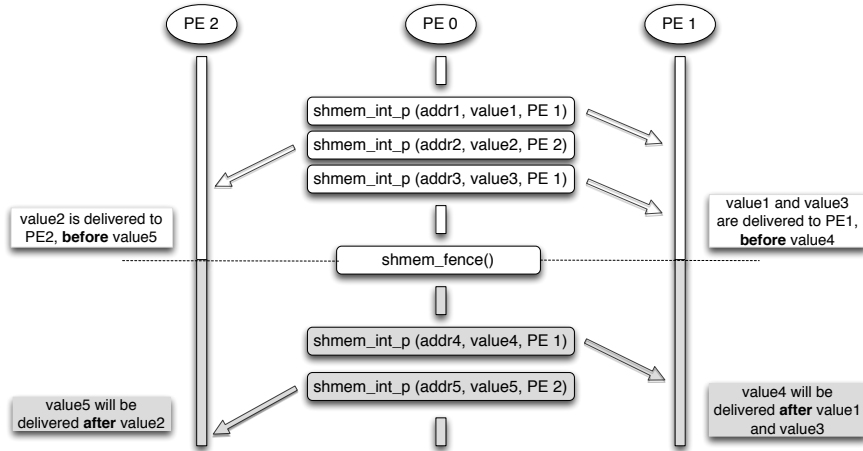 PE 2
PE 0
PE 1
shmem_int_p (addr1, value1, PE 1)
shmem_int_p (addr2, value2, PE 2)
shmem_int_p (addr3, value3, PE 1)
value2 is delivered to
PE2, before value5
value1 and value3
are delivered to PE1,
before value4
shmem_fence()
shmem_int_p (addr4, value4, PE 1)
shmem_int_p (addr5, value5, PE 2)
value5 will be
delivered after value2
value4 will be
delivered after value1
and value3